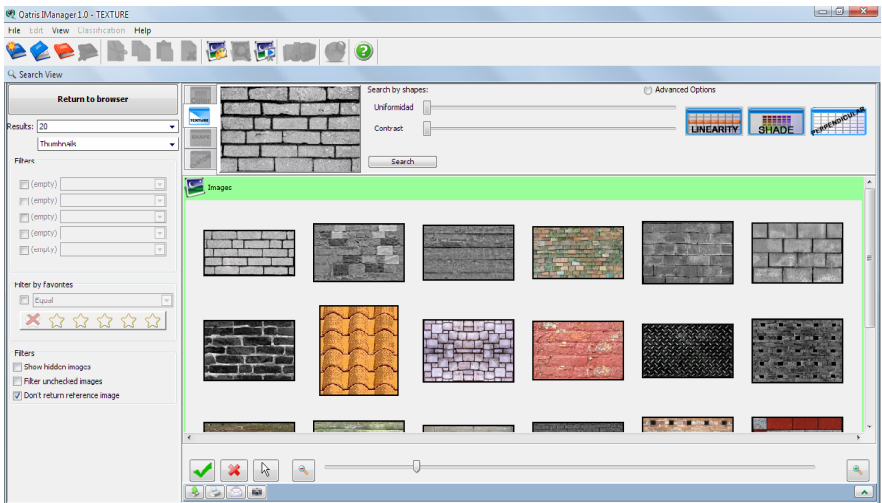 Qatris IManager 1.0 - TEXTURE
File Edit View Classification Help
Search View
Return to browser
Results: 20
Thumbnails
Filters
(empty)
(empty)
(empty)
(empty)
(empty)
Filter by favorites
Equal
Filters
Show hidden images
Filter unchecked images
Don't return reference image
TEXTURE
SHAPE
Search by shapes:
Advanced Options
Uniformidad
Contrast
Search
LINEARITY
SHADE
PERPENDICULAR
Images